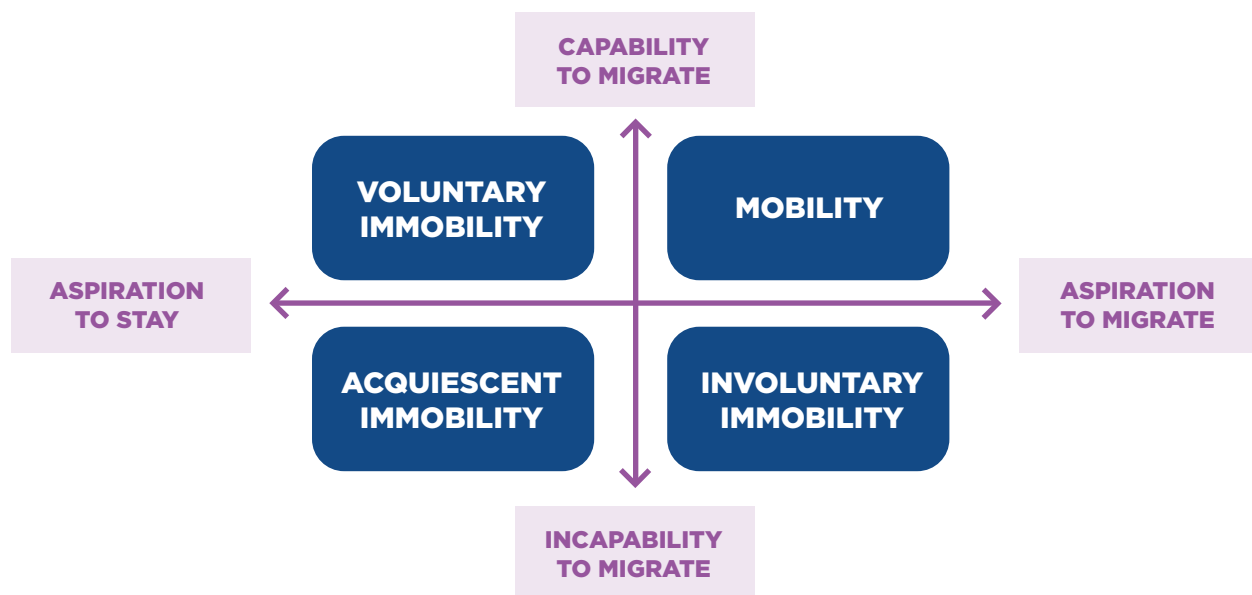 CAPABILITY
TO MIGRATE
VOLUNTARY
IMMOBILITY
MOBILITY
ASPIRATION
TO STAY
ASPIRATION
TO MIGRATE
ACQUIESCENT
IMMOBILITY
INVOLUNTARY
IMMOBILITY
INCAPABILITY
TO MIGRATE